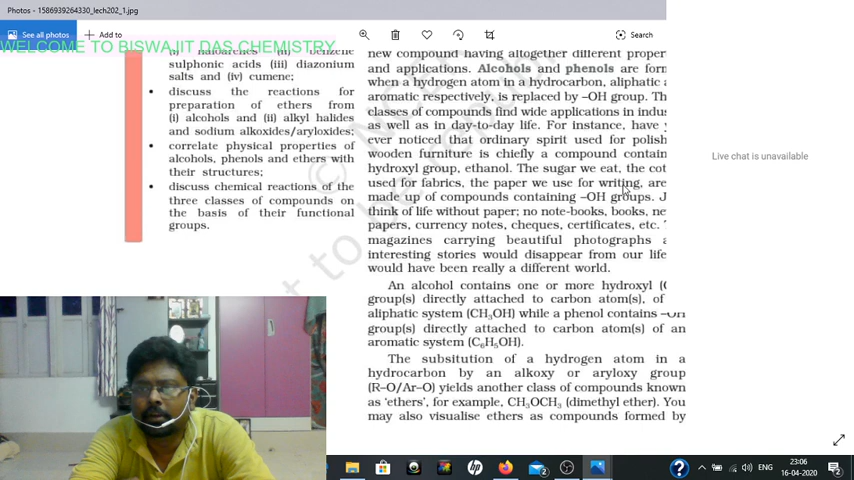 Photos - 1586939264330_lech202_1.jpg
See all photos
Add to
Search
WELCOME TO BISWAJIT DAS CHEMISTRY
(i) haloarenes (ii) benzene
sulphonic acids (iii) diazonium
salts and (iv) cumene;
• discuss the reactions for
preparation of ethers from
(i) alcohols and (ii) alkyl halides
and sodium alkoxides/aryloxides;
• correlate physical properties of
alcohols, phenols and ethers with
their structures;
• discuss chemical reactions of the
three classes of compounds on
the basis of their functional
groups.
new compound having altogether different proper
and applications. Alcohols and phenols are form
when a hydrogen atom in a hydrocarbon, aliphatic a
aromatic respectively, is replaced by –OH group. Th
classes of compounds find wide applications in indus
as well as in day-to-day life. For instance, have y
ever noticed that ordinary spirit used for polish
wooden furniture is chiefly a compound contain
hydroxyl group, ethanol. The sugar we eat, the cot
used for fabrics, the paper we use for writing, are
made up of compounds containing –OH groups. J
think of life without paper; no note-books, books, ne
papers, currency notes, cheques, certificates, etc. T
magazines carrying beautiful photographs a
interesting stories would disappear from our life
would have been really a different world.
An alcohol contains one or more hydroxyl (O
group(s) directly attached to carbon atom(s), of
aliphatic system (CH₃OH) while a phenol contains –OH
group(s) directly attached to carbon atom(s) of an
aromatic system (C₆H₅OH).
The subsitution of a hydrogen atom in a
hydrocarbon by an alkoxy or aryloxy group
(R–O/Ar–O) yields another class of compounds known
as 'ethers', for example, CH₃OCH₃ (dimethyl ether). You
may also visualise ethers as compounds formed by
©
t to be republi
Live chat is unavailable
hp
2
ENG
23:06
16-04-2020
2